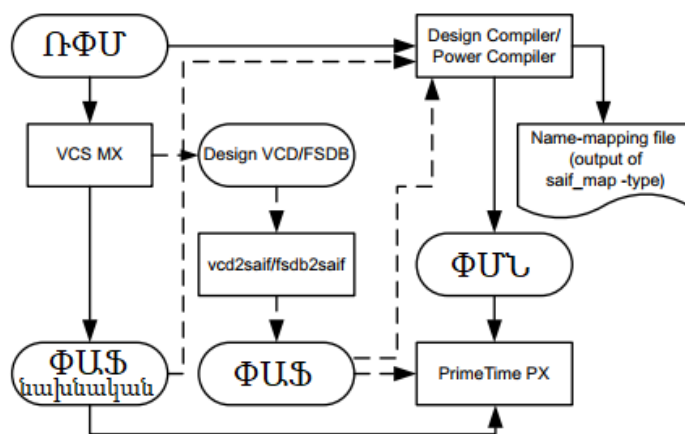 ՌՓՄ
Design Compiler/
Power Compiler
VCS MX
Design VCD/FSDB
Name-mapping file
(output of
saif_map -type)
vcd2saif/fsdb2saif
ՓՄՆ
ՓԱՖ
նախնական
ՓԱՖ
PrimeTime PX